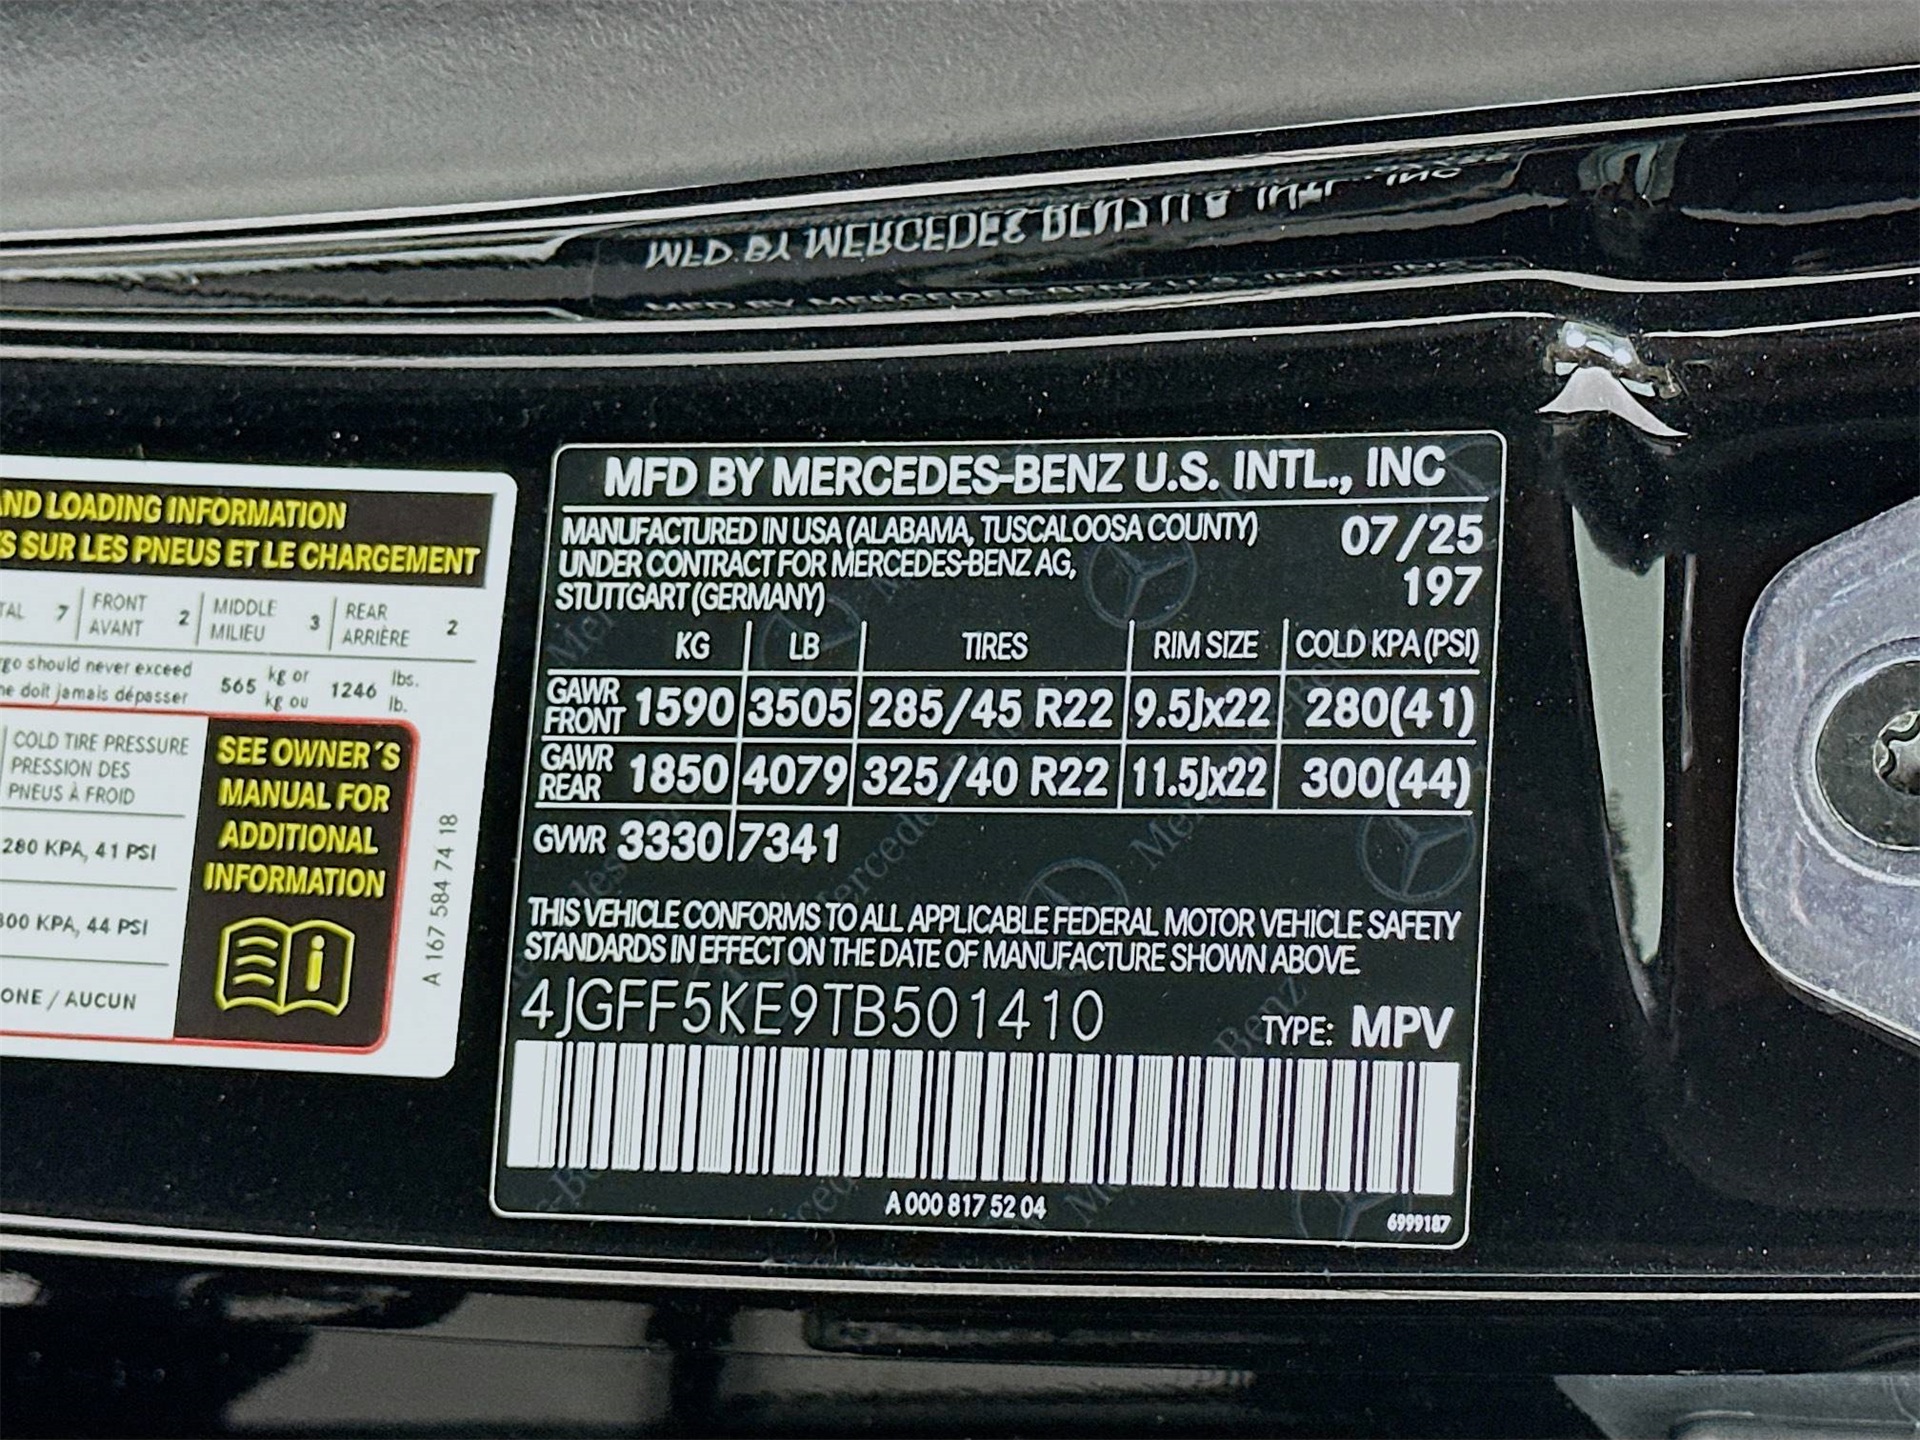 MFD BY MERCEDES-BENZ U.S. INTL., INC
MFD BY MERCEDES-BENZ U.S. INTL., INC
AND LOADING INFORMATION
SUR LES PNEUS ET LE CHARGEMENT
7 FRONT AVANT 2 MIDDLE MILIEU 3 REAR ARRIÈRE 2
should never exceed
doit jamais dépasser 565 kg or kg ou 1246 lbs. lb.
COLD TIRE PRESSURE
PRESSION DES
PNEUS À FROID
280 KPA, 41 PSI
300 KPA, 44 PSI
/ AUCUN
SEE OWNER´S
MANUAL FOR
ADDITIONAL
INFORMATION
i
A 167 584 74 18
MFD BY MERCEDES-BENZ U.S. INTL., INC
MANUFACTURED IN USA (ALABAMA, TUSCALOOSA COUNTY) 07/25
UNDER CONTRACT FOR MERCEDES-BENZ AG, 197
STUTTGART (GERMANY)
KG LB TIRES RIM SIZE COLD KPA (PSI)
GAWR FRONT 1590 3505 285/45 R22 9.5Jx22 280(41)
GAWR REAR 1850 4079 325/40 R22 11.5Jx22 300(44)
GVWR 3330 7341
THIS VEHICLE CONFORMS TO ALL APPLICABLE FEDERAL MOTOR VEHICLE SAFETY
STANDARDS IN EFFECT ON THE DATE OF MANUFACTURE SHOWN ABOVE.
4JGFF5KE9TB501410 TYPE: MPV
A 000 817 52 04
6999187